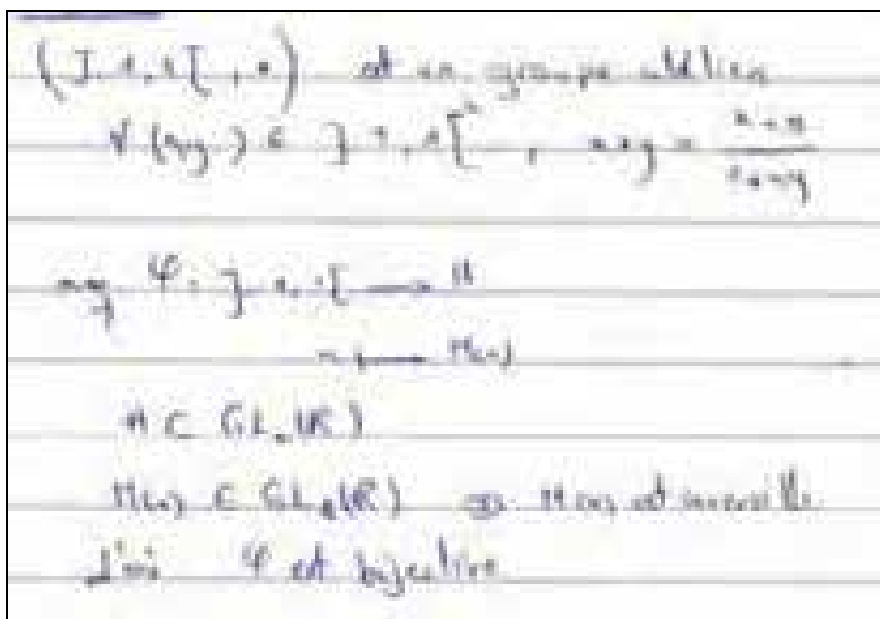 (]-1,1[ , *) est un groupe abélien
∀ (x,y) ∈ ]-1,1[² , x*y = (x+y)/(1+xy)
mq φ : ]-1,1[ ⟶ H
x ⟼ M(x)
H ⊂ GL₂(ℝ)
M(x) ∈ GL₂(ℝ) ⇒ M(x) est inversible
d'où φ est bijective